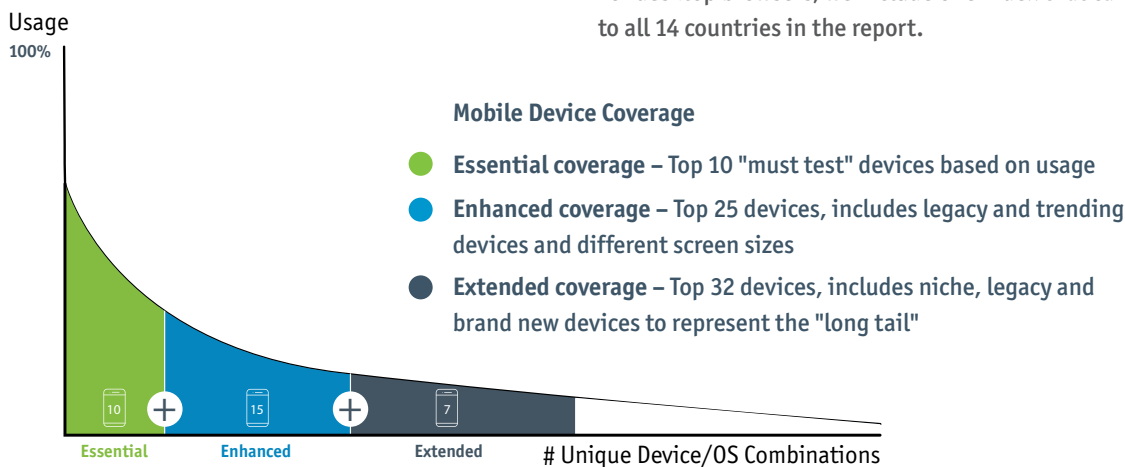 to all 14 countries in the report.
Usage
100%
Mobile Device Coverage
Essential coverage – Top 10 "must test" devices based on usage
Enhanced coverage – Top 25 devices, includes legacy and trending
devices and different screen sizes
Extended coverage – Top 32 devices, includes niche, legacy and
brand new devices to represent the "long tail"
10
+
15
+
7
Essential
Enhanced
Extended
# Unique Device/OS Combinations